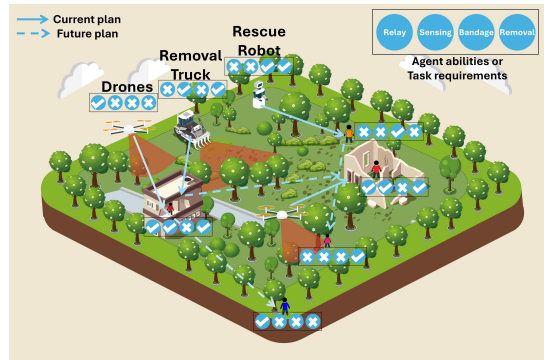 Current plan
Future plan
Relay
Sensing
Bandage
Removal
Agent abilities or
Task requirements
Rescue
Robot
Removal
Truck
Drones